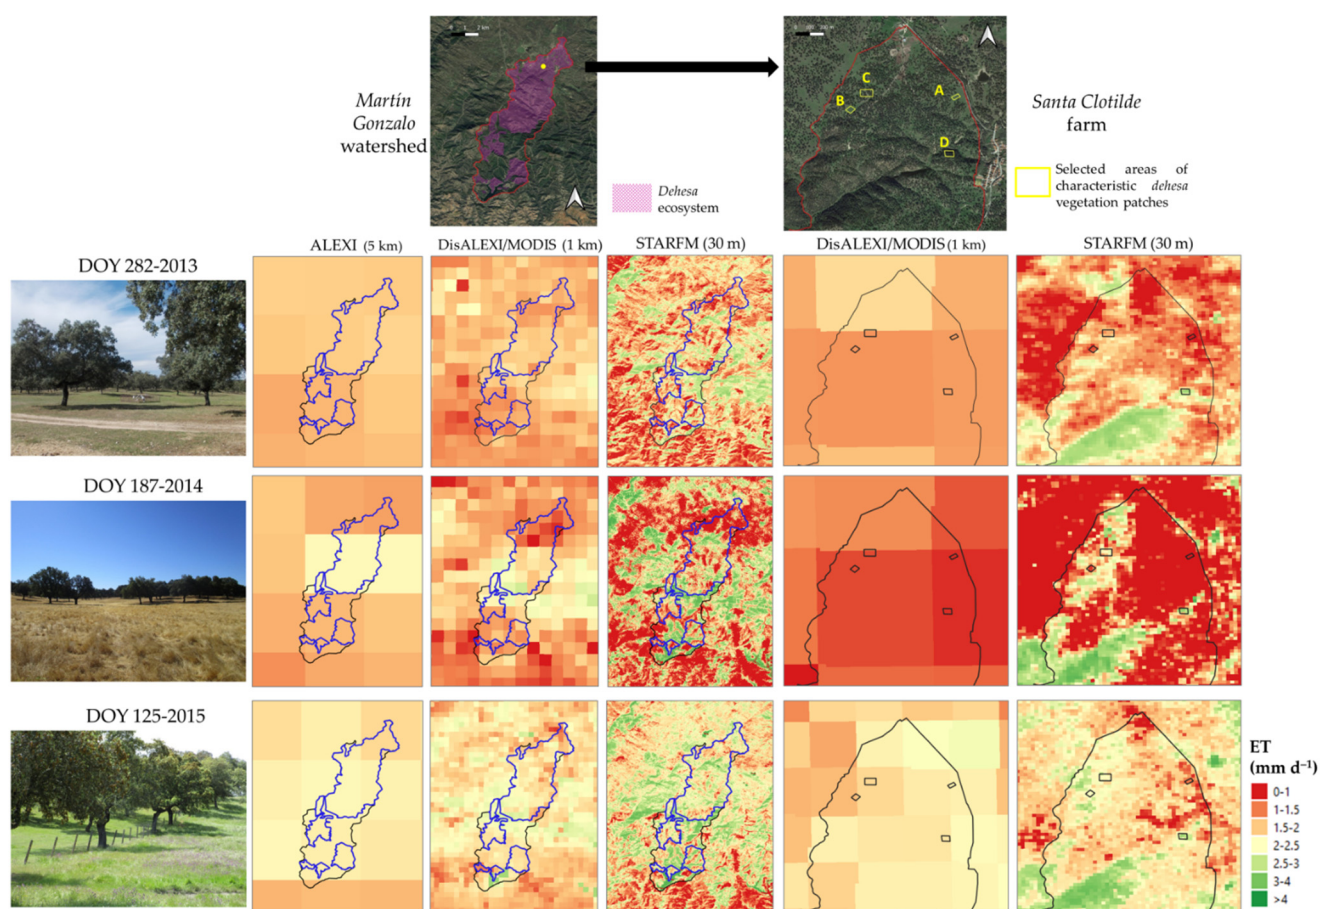 Martín
Gonzalo
watershed
C
A
B
D
Santa Clotilde
farm
Dehesa
ecosystem
Selected areas of
characteristic dehesa
vegetation patches
ALEXI (5 km)
DisALEXI/MODIS (1 km)
STARFM (30 m)
DisALEXI/MODIS (1 km)
STARFM (30 m)
DOY 282-2013
DOY 187-2014
DOY 125-2015
ET
(mm d⁻¹)
0-1
1-1.5
1.5-2
2-2.5
2.5-3
3-4
>4